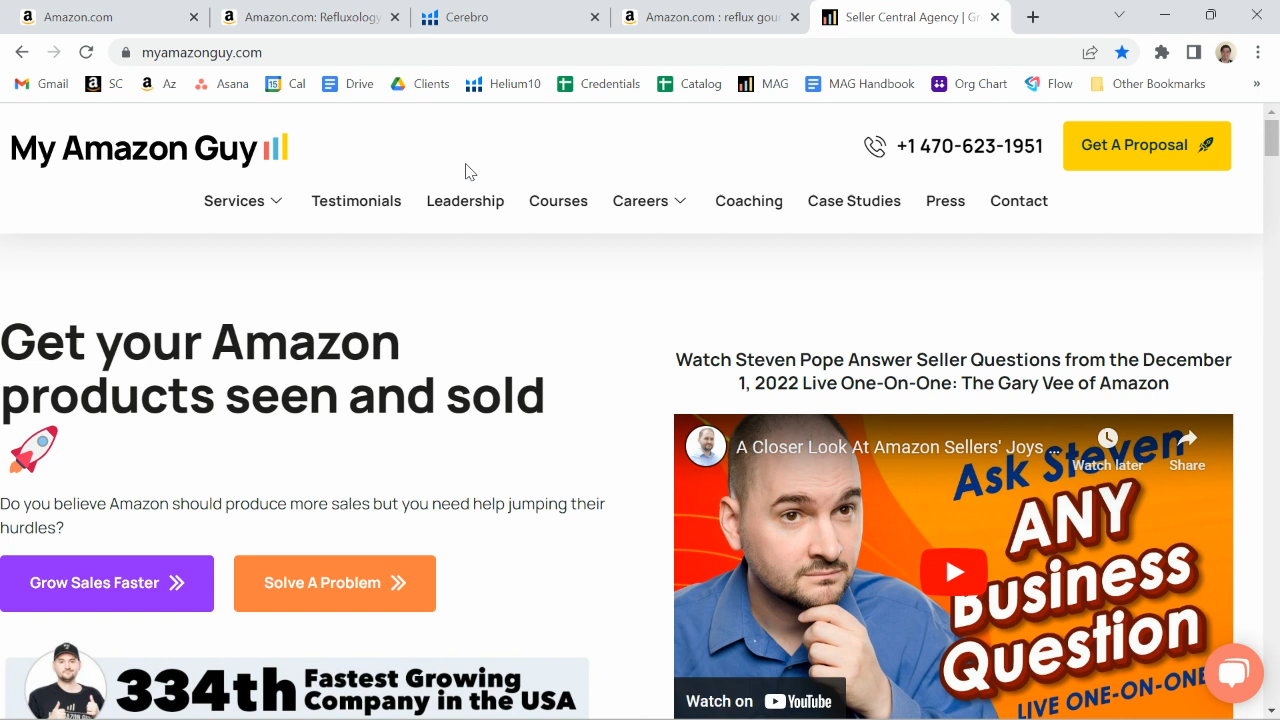 Amazon.com
Amazon.com: Refluxology
Cerebro
Amazon.com : reflux gour
Seller Central Agency | Gr
myamazonguy.com
Gmail
SC
Az
Asana
15
Cal
Drive
Clients
Helium10
Credentials
Catalog
MAG
MAG Handbook
Org Chart
Flow
Other Bookmarks
»
My Amazon Guy
+1 470-623-1951
Get A Proposal
Services
Testimonials
Leadership
Courses
Careers
Coaching
Case Studies
Press
Contact
Get your Amazon
products seen and sold
Do you believe Amazon should produce more sales but you need help jumping their
hurdles?
Grow Sales Faster
Solve A Problem
334th
Fastest Growing
Company in the USA
Watch Steven Pope Answer Seller Questions from the December
1, 2022 Live One-On-One: The Gary Vee of Amazon
A Closer Look At Amazon Sellers' Joys ...
Watch later
Share
Ask Steven
ANY
Business
Question
LIVE ONE-ON-ONE
Watch on YouTube